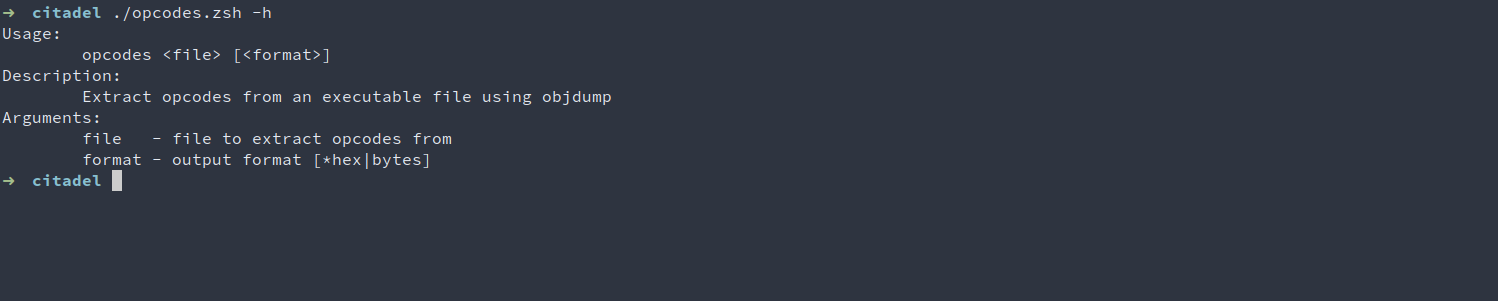 ➜  citadel ./opcodes.zsh -h
Usage:
        opcodes <file> [<format>]
Description:
        Extract opcodes from an executable file using objdump
Arguments:
        file   - file to extract opcodes from
        format - output format [*hex|bytes]
➜  citadel